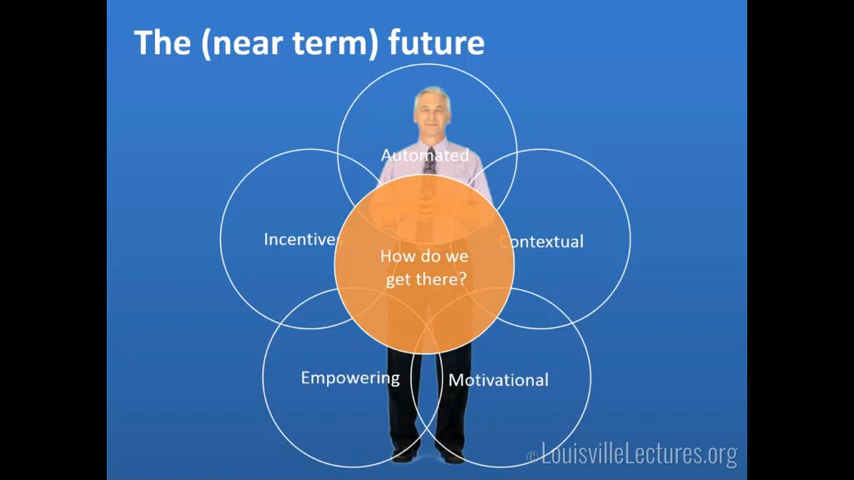 The (near term) future
Automated
Incentives
How do we
get there?
Contextual
Empowering
Motivational
© LouisvilleLectures.org